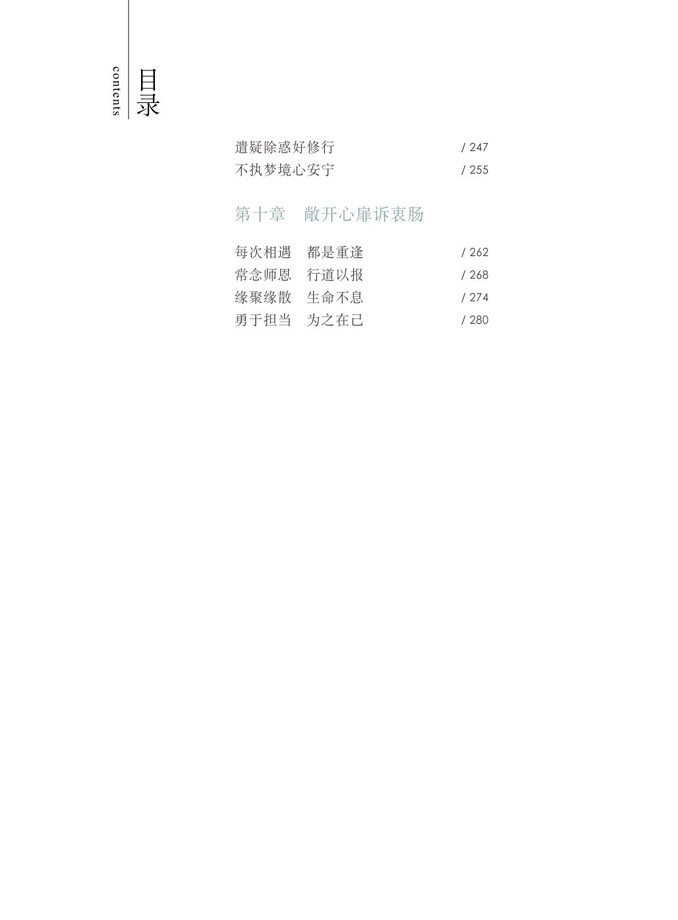 目录
contents
遣疑除惑好修行 / 247
不执梦境心安宁 / 255
第十章 敞开心扉诉衷肠
每次相遇 都是重逢 / 262
常念师恩 行道以报 / 268
缘聚缘散 生命不息 / 274
勇于担当 为之在己 / 280